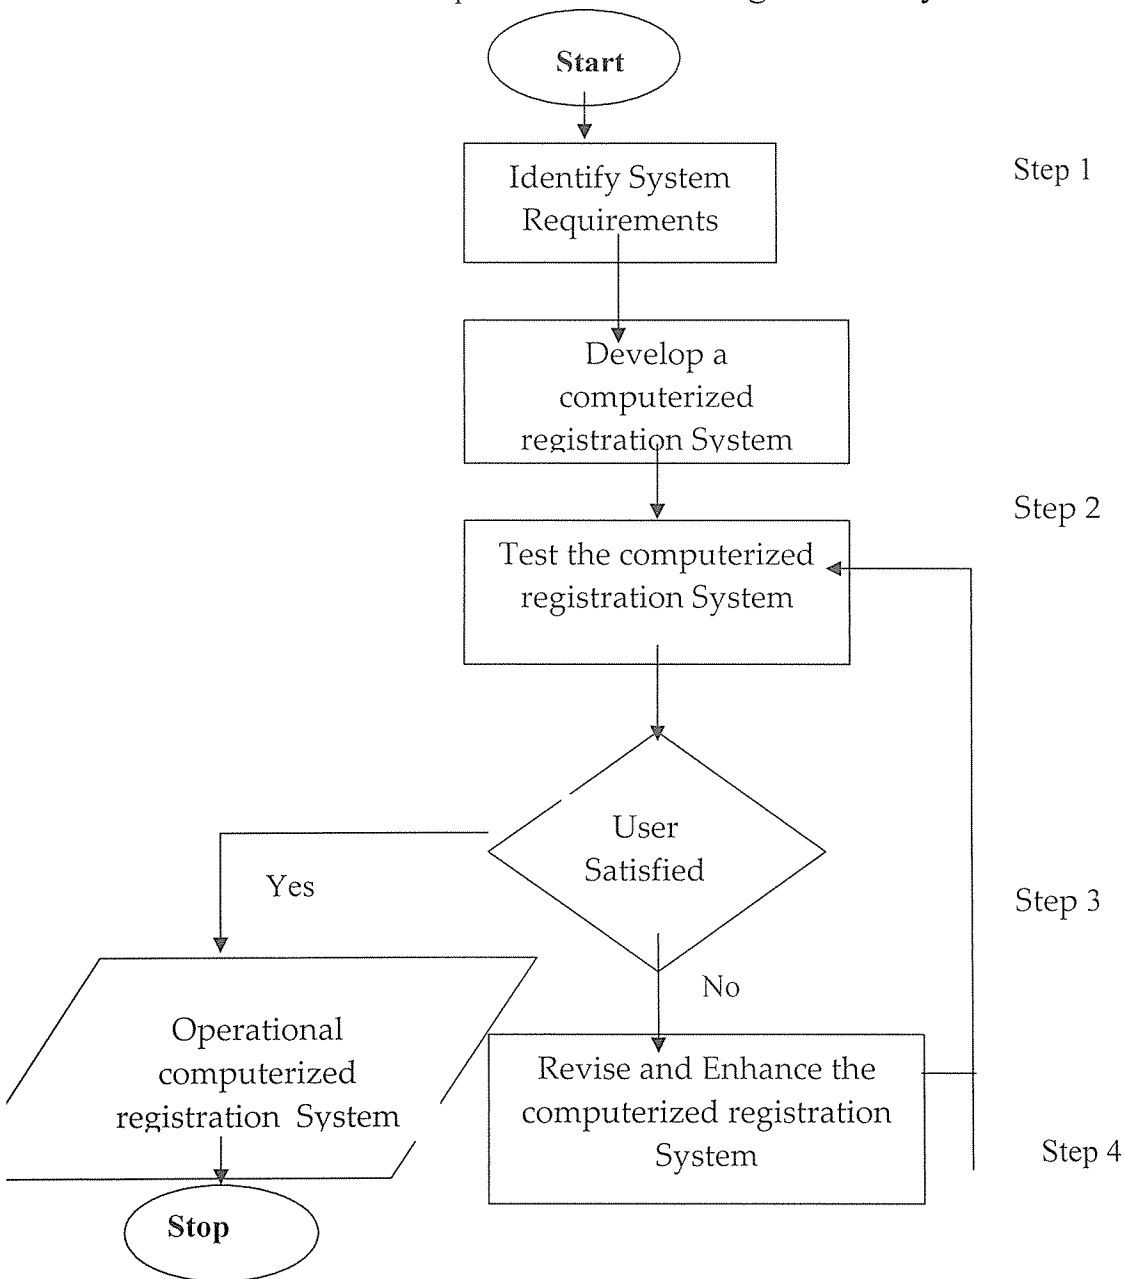 Start
Identify System
Requirements
Step 1
Develop a
computerized
registration System
Step 2
Test the computerized
registration System
User
Satisfied
Yes
Step 3
No
Operational
computerized
registration System
Revise and Enhance the
computerized registration
System
Step 4
Stop